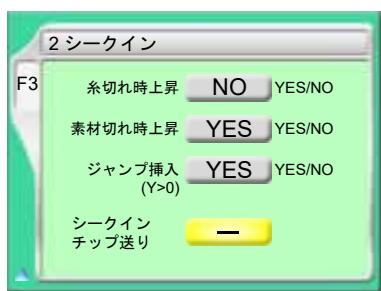 2 シークイン
F3
糸切れ時上昇 NO YES/NO
素材切れ時上昇 YES YES/NO
ジャンプ挿入 YES YES/NO
(Y>0)
シークイン
チップ送り —